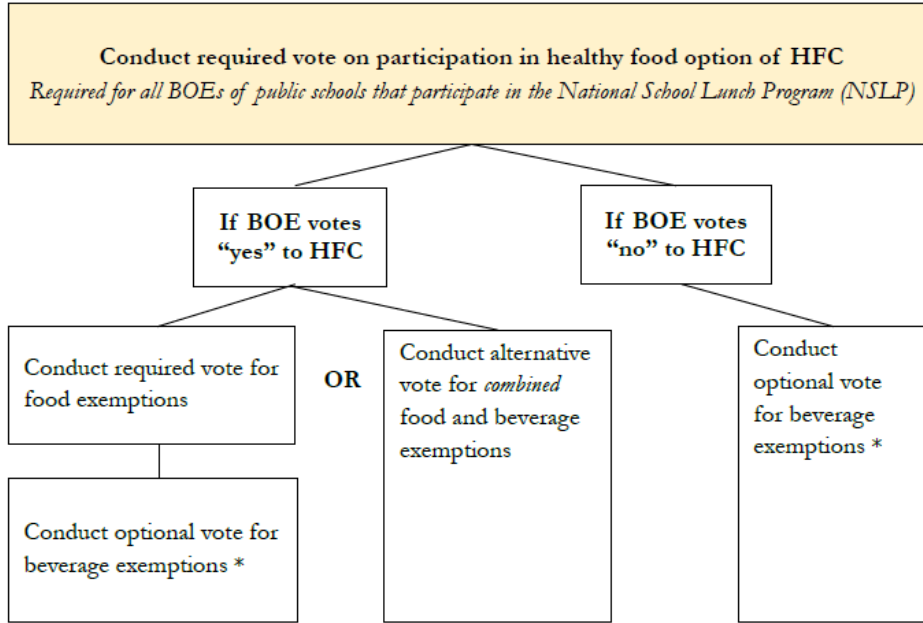 Conduct required vote on participation in healthy food option of HFC
Required for all BOEs of public schools that participate in the National School Lunch Program (NSLP)
If BOE votes
“yes” to HFC
If BOE votes
“no” to HFC
Conduct required vote for
food exemptions
OR
Conduct alternative
vote for combined
food and beverage
exemptions
Conduct
optional vote
for beverage
exemptions *
Conduct optional vote for
beverage exemptions *